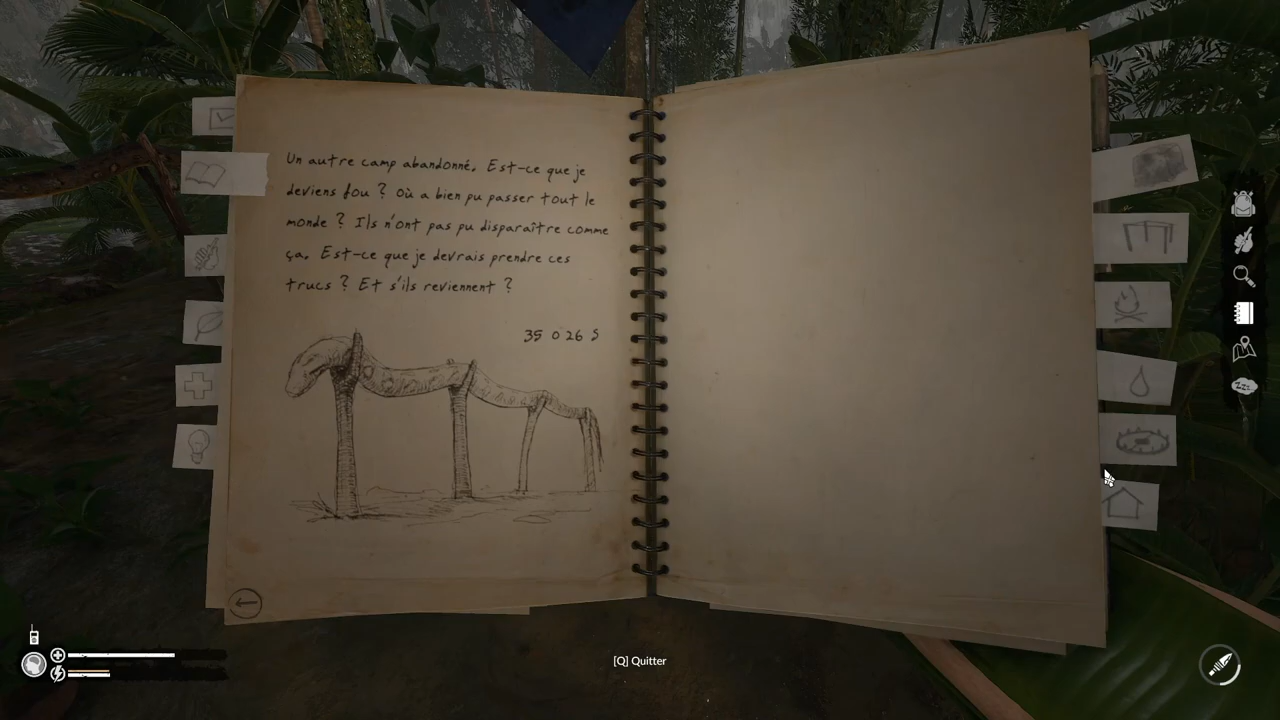 Un autre camp abandonné. Est-ce que je
deviens fou ? Où a bien pu passer tout le
monde ? Ils n'ont pas pu disparaître comme
ça. Est-ce que je devrais prendre ces
trucs ? Et s'ils reviennent ?
35 0 26 S
Zzz
[Q] Quitter